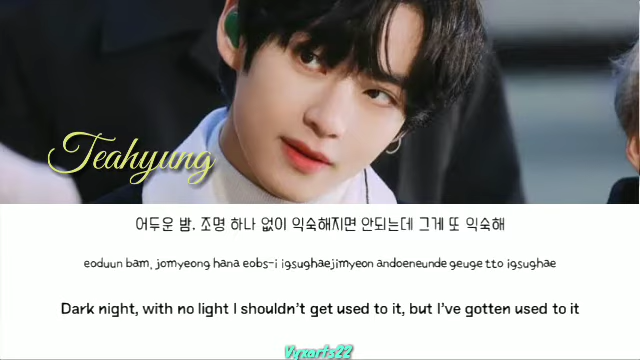 Teahyung
어두운 밤, 조명 하나 없이 익숙해지면 안되는데 그게 또 익숙해
eoduun bam, jomyeong hana eobs-i igsughaejimyeon andoeneunde geuge tto igsughae
Dark night, with no light I shouldn't get used to it, but I've gotten used to it
Vyxarts22